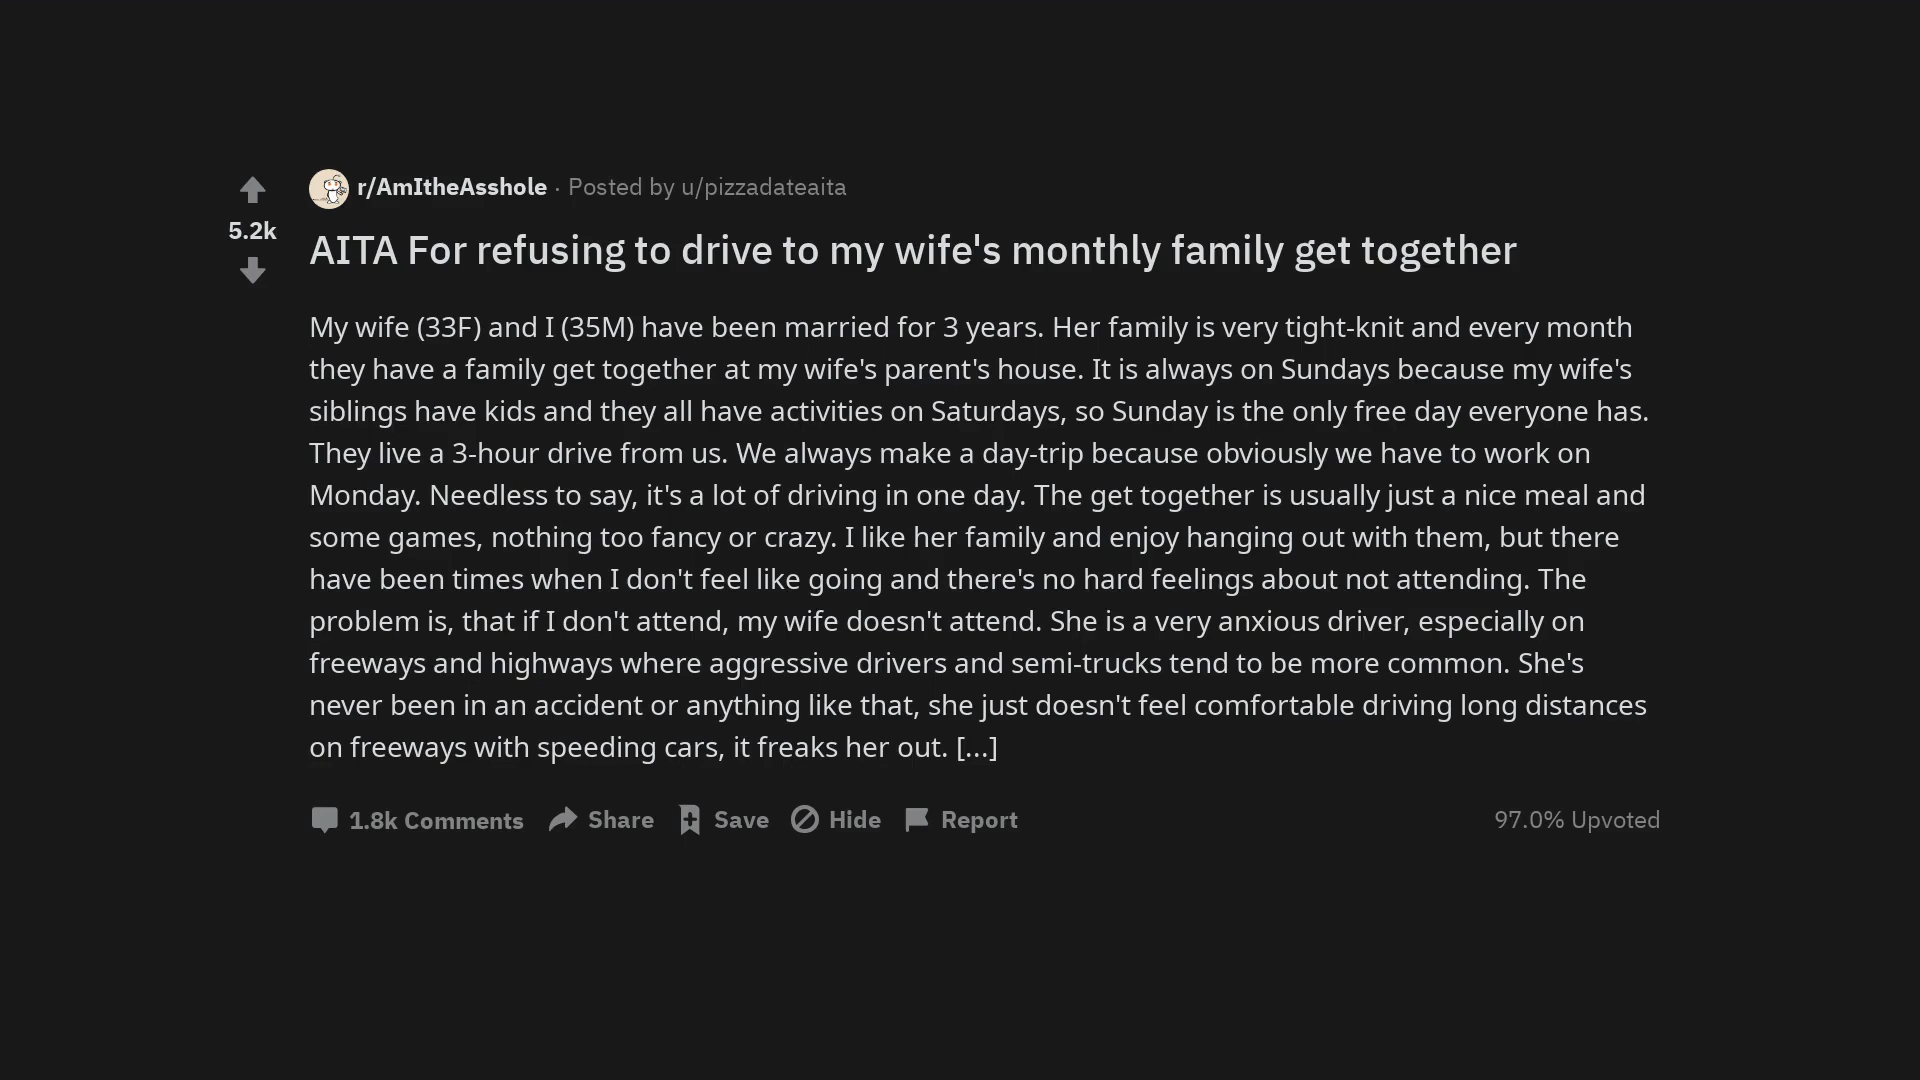 r/AmItheAsshole · Posted by u/pizzadateaita
5.2k
AITA For refusing to drive to my wife's monthly family get together
My wife (33F) and I (35M) have been married for 3 years. Her family is very tight-knit and every month
they have a family get together at my wife's parent's house. It is always on Sundays because my wife's
siblings have kids and they all have activities on Saturdays, so Sunday is the only free day everyone has.
They live a 3-hour drive from us. We always make a day-trip because obviously we have to work on
Monday. Needless to say, it's a lot of driving in one day. The get together is usually just a nice meal and
some games, nothing too fancy or crazy. I like her family and enjoy hanging out with them, but there
have been times when I don't feel like going and there's no hard feelings about not attending. The
problem is, that if I don't attend, my wife doesn't attend. She is a very anxious driver, especially on
freeways and highways where aggressive drivers and semi-trucks tend to be more common. She's
never been in an accident or anything like that, she just doesn't feel comfortable driving long distances
on freeways with speeding cars, it freaks her out. [...]
1.8k Comments Share Save Hide Report 97.0% Upvoted